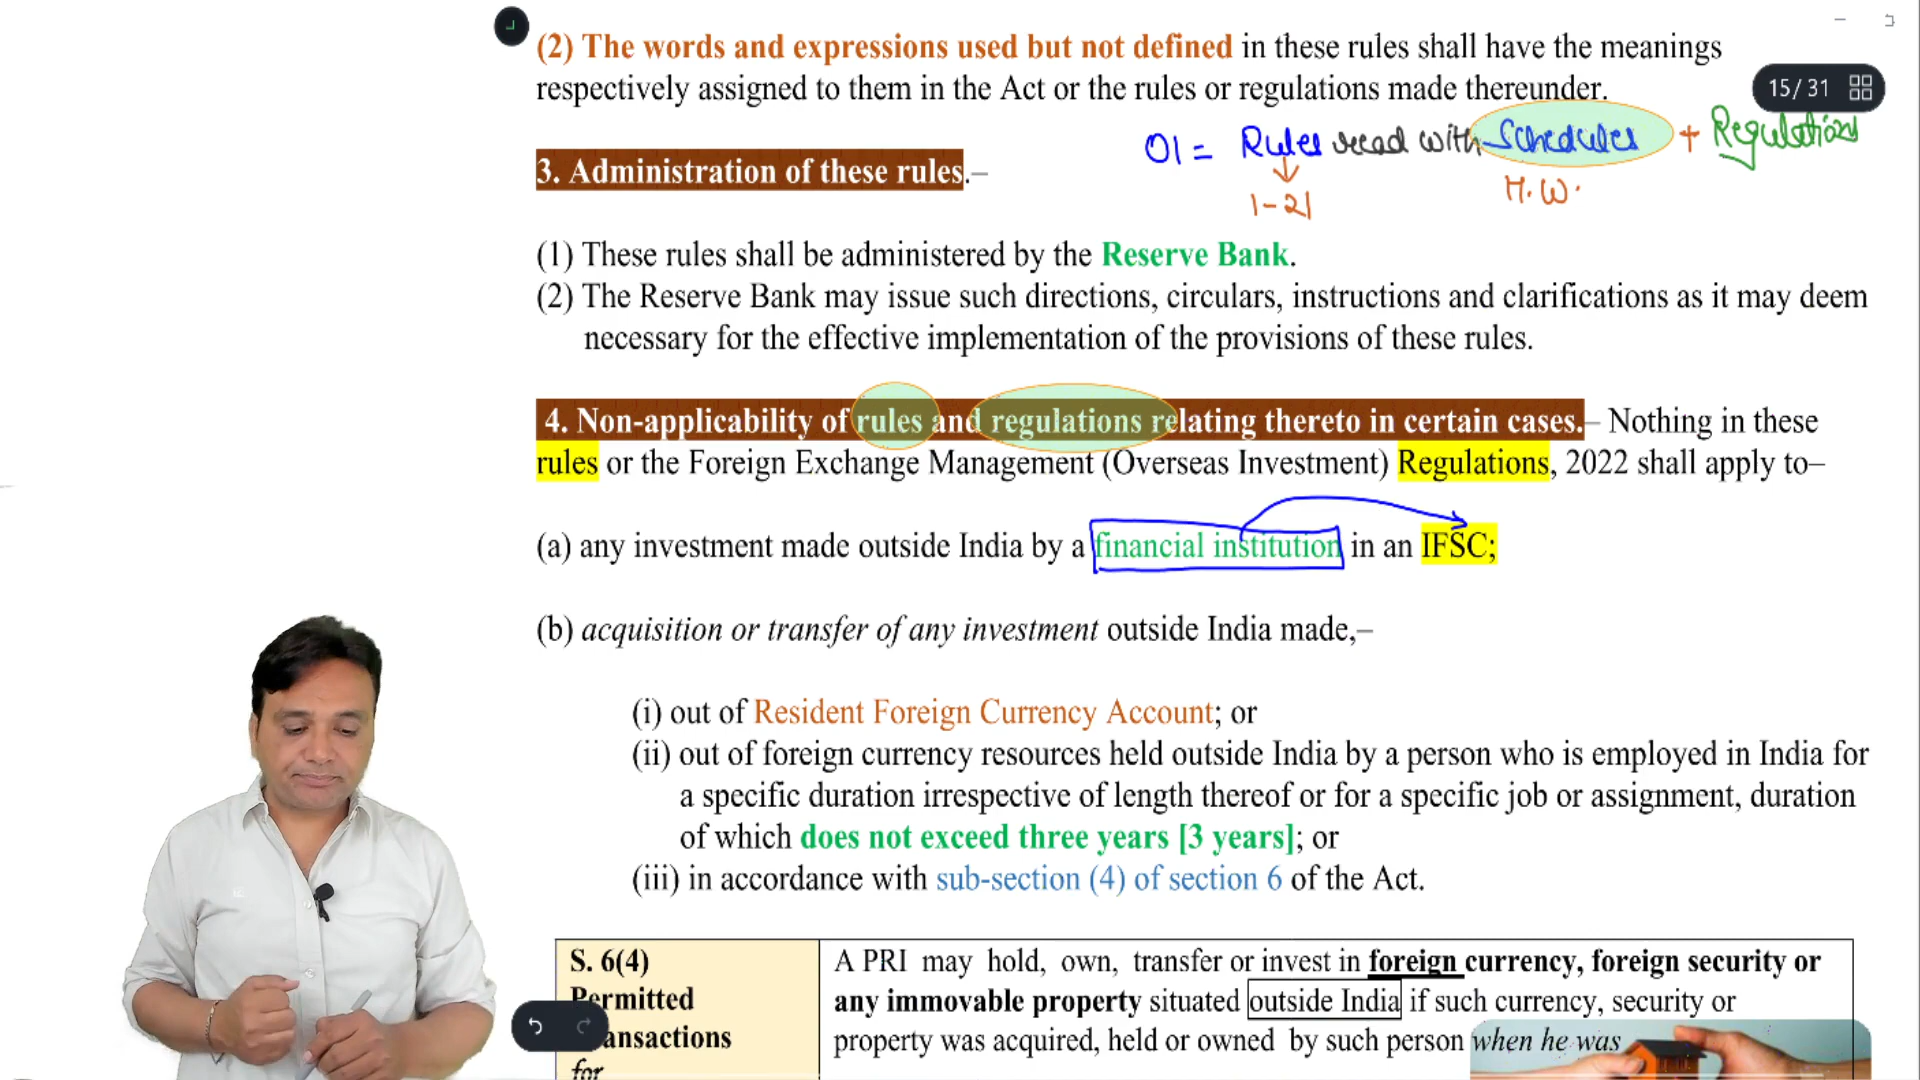 (2) The words and expressions used but not defined in these rules shall have the meanings
respectively assigned to them in the Act or the rules or regulations made thereunder.
15/ 31
OI = Rules read with Schedules + Regulations
1-21
H.W.
3. Administration of these rules.–
(1) These rules shall be administered by the Reserve Bank.
(2) The Reserve Bank may issue such directions, circulars, instructions and clarifications as it may deem
necessary for the effective implementation of the provisions of these rules.
4. Non-applicability of rules and regulations relating thereto in certain cases.– Nothing in these
rules or the Foreign Exchange Management (Overseas Investment) Regulations, 2022 shall apply to–
(a) any investment made outside India by a financial institution in an IFSC;
(b) acquisition or transfer of any investment outside India made,–
(i) out of Resident Foreign Currency Account; or
(ii) out of foreign currency resources held outside India by a person who is employed in India for
a specific duration irrespective of length thereof or for a specific job or assignment, duration
of which does not exceed three years [3 years]; or
(iii) in accordance with sub-section (4) of section 6 of the Act.
S. 6(4)
Permitted
ansactions
for
A PRI may hold, own, transfer or invest in foreign currency, foreign security or
any immovable property situated outside India if such currency, security or
property was acquired, held or owned by such person when he was